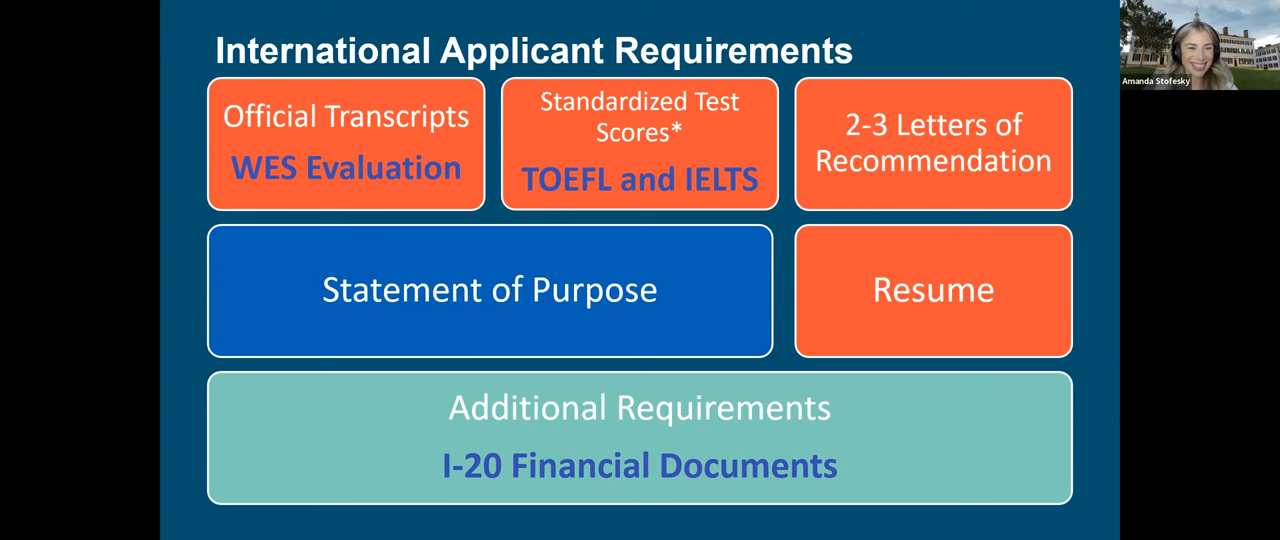 International Applicant Requirements
Official Transcripts
WES Evaluation
Standardized Test
Scores*
TOEFL and IELTS
2-3 Letters of
Recommendation
Statement of Purpose
Resume
Additional Requirements
I-20 Financial Documents
Amanda Stofesky